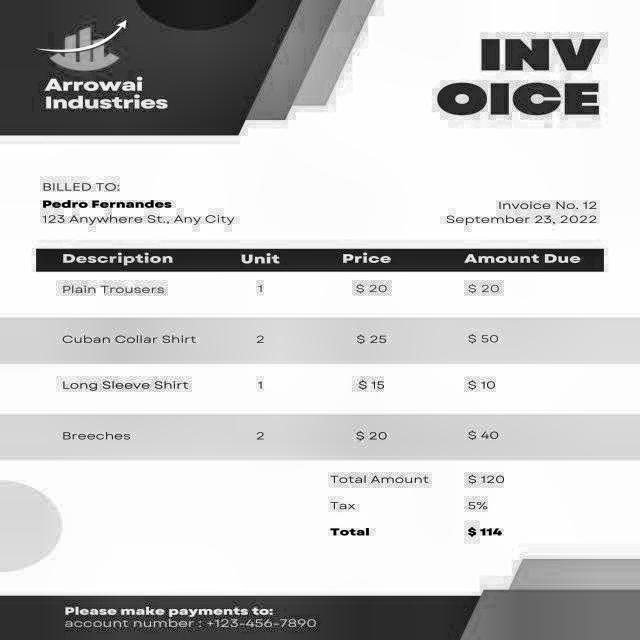 Arrowai
Industries
INV
OICE
BILLED TO:
Pedro Fernandes
123 Anywhere St., Any City
Invoice No. 12
September 23, 2022
Description Unit Price Amount Due
Plain Trousers 1 $ 20 $ 20
Cuban Collar Shirt 2 $ 25 $ 50
Long Sleeve Shirt 1 $ 15 $ 10
Breeches 2 $ 20 $ 40
Total Amount $ 120
Tax 5%
Total $ 114
Please make payments to:
account number : +123-456-7890